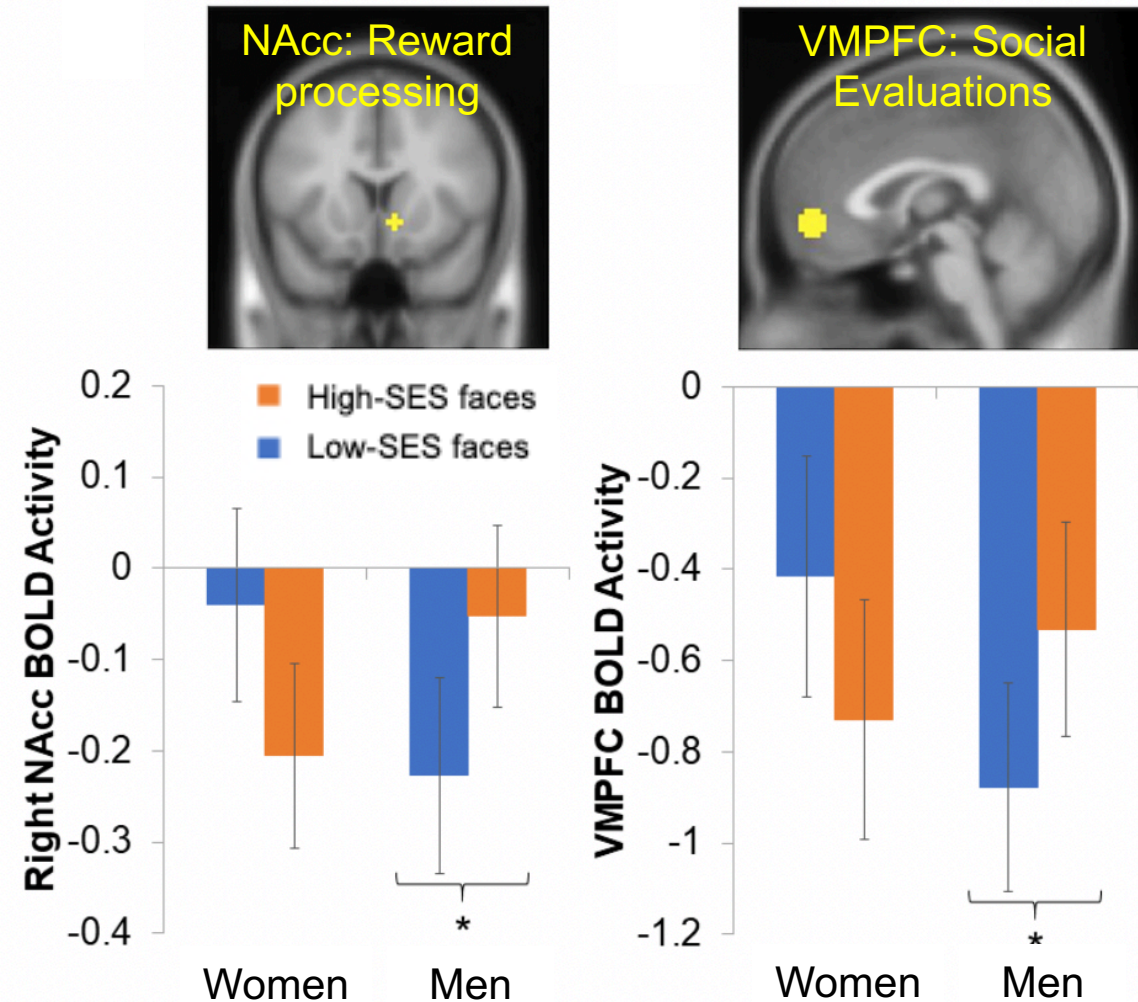 NAcc: Reward
processing
VMPFC: Social
Evaluations
Right NAcc BOLD Activity
0.2
0.1
0
-0.1
-0.2
-0.3
-0.4
High-SES faces
Low-SES faces
*
Women
Men
VMPFC BOLD Activity
0
-0.2
-0.4
-0.6
-0.8
-1
-1.2
*
Women
Men